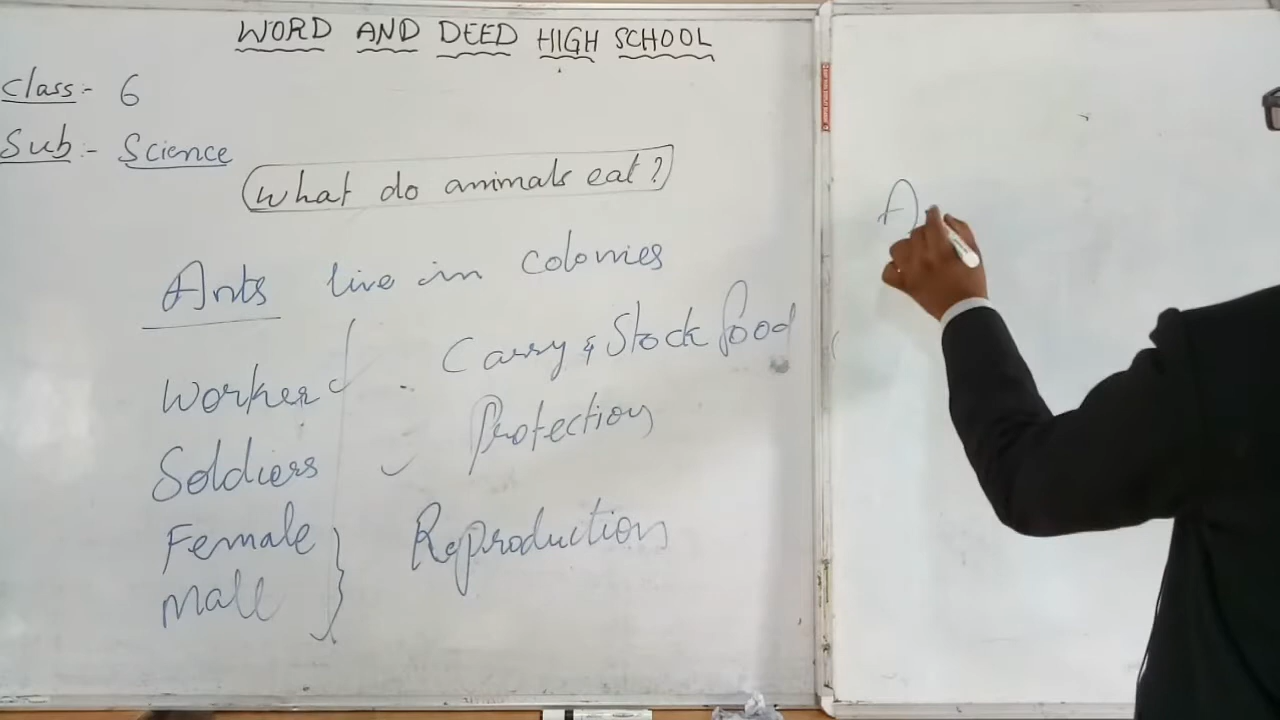 WORD AND DEED HIGH SCHOOL
Class:- 6
Sub:- Science
What do animals eat?
Ants live in colonies
Worker - Carry & Stock food
Soldiers - Protection
Female
Male } Reproduction
A